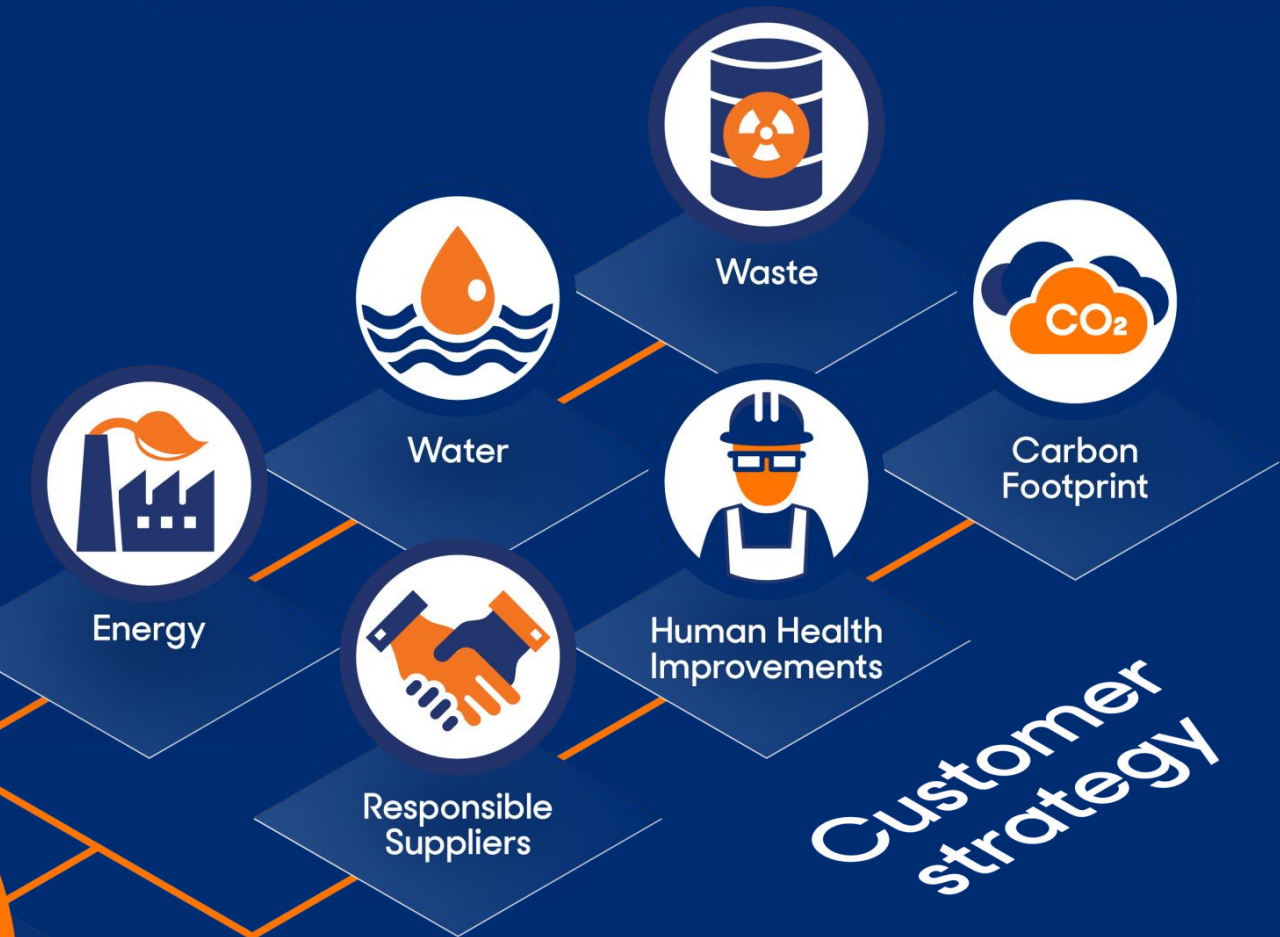 Waste
CO₂
Water
Carbon
Footprint
Energy
Human Health
Improvements
Responsible
Suppliers
Customer
strategy